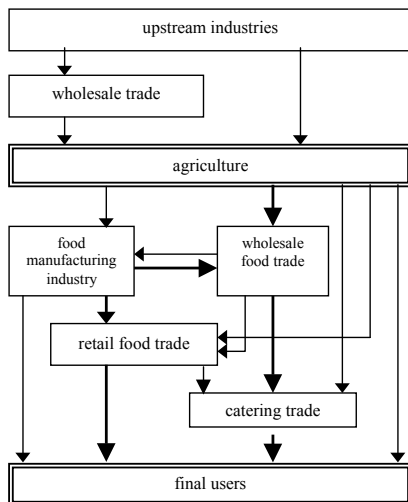 upstream industries
wholesale trade
agriculture
food
manufacturing
industry
wholesale
food trade
retail food trade
catering trade
final users